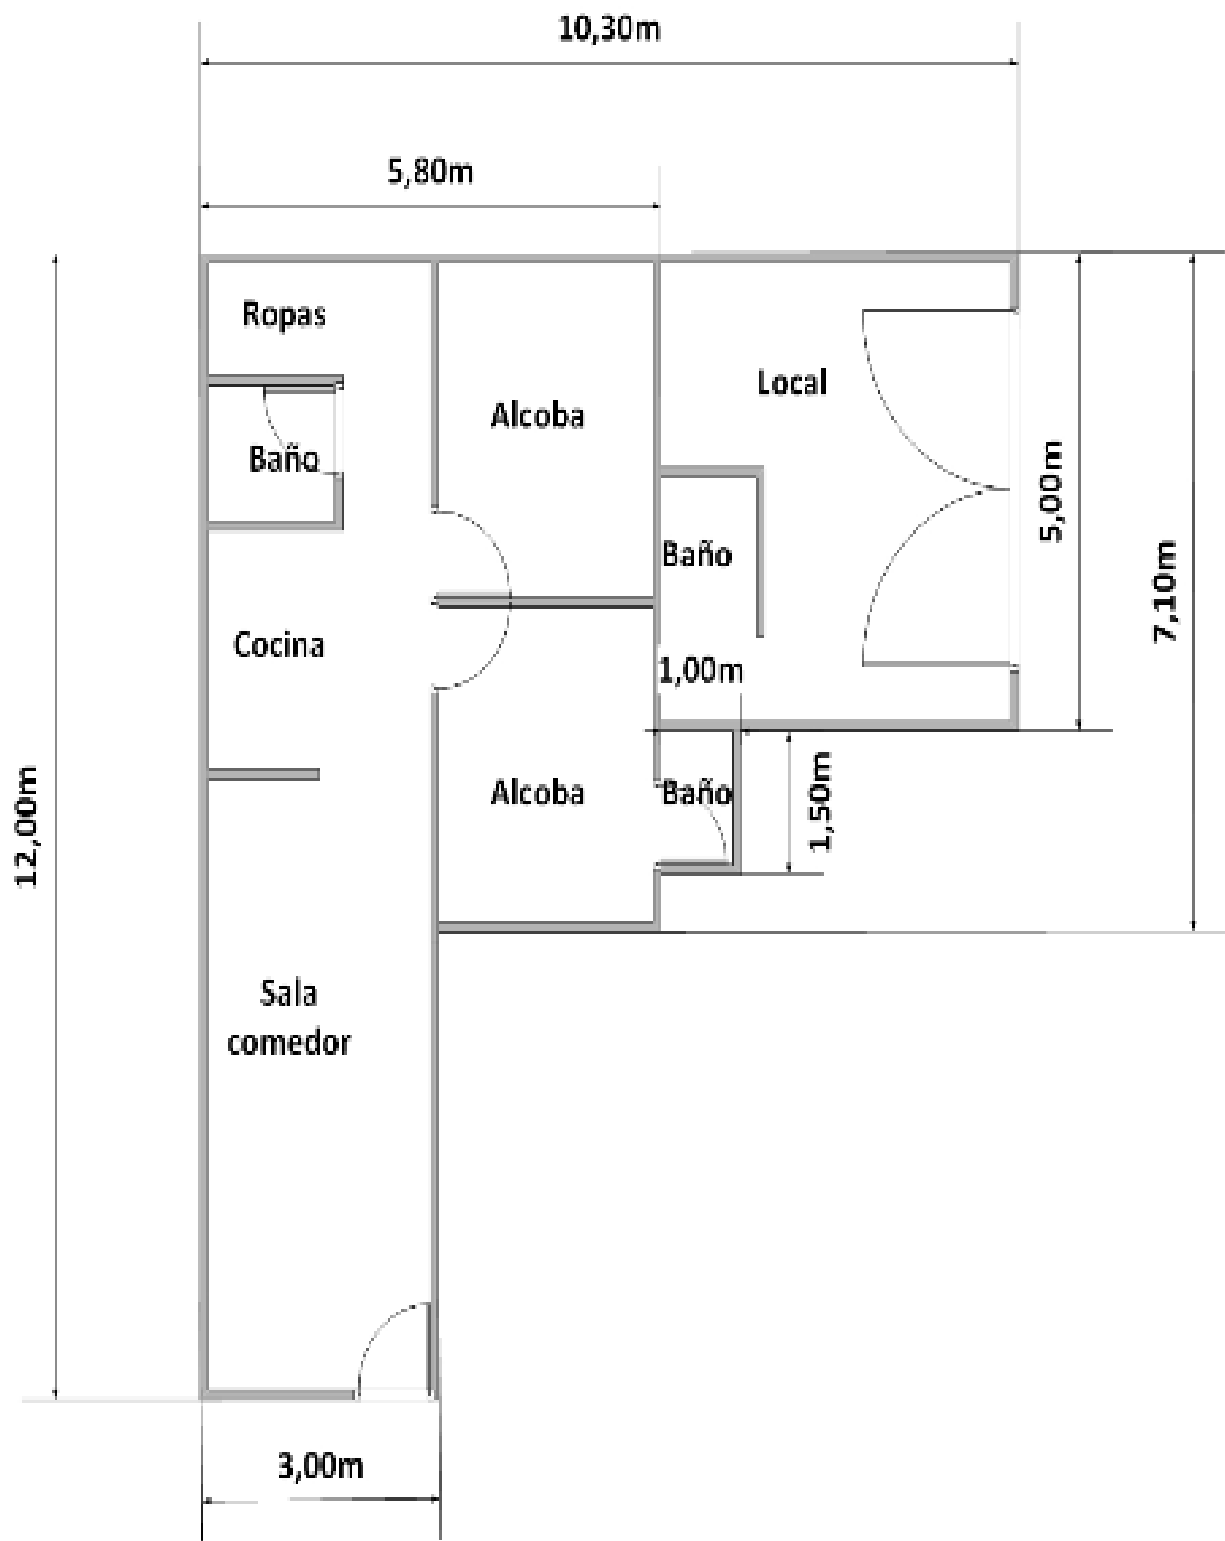 10,30m
5,80m
Ropas
Local
Alcoba
Baño
5,00m
Baño
7,10m
Cocina
1,00m
Alcoba
Baño
1,50m
12,00m
Sala
comedor
3,00m